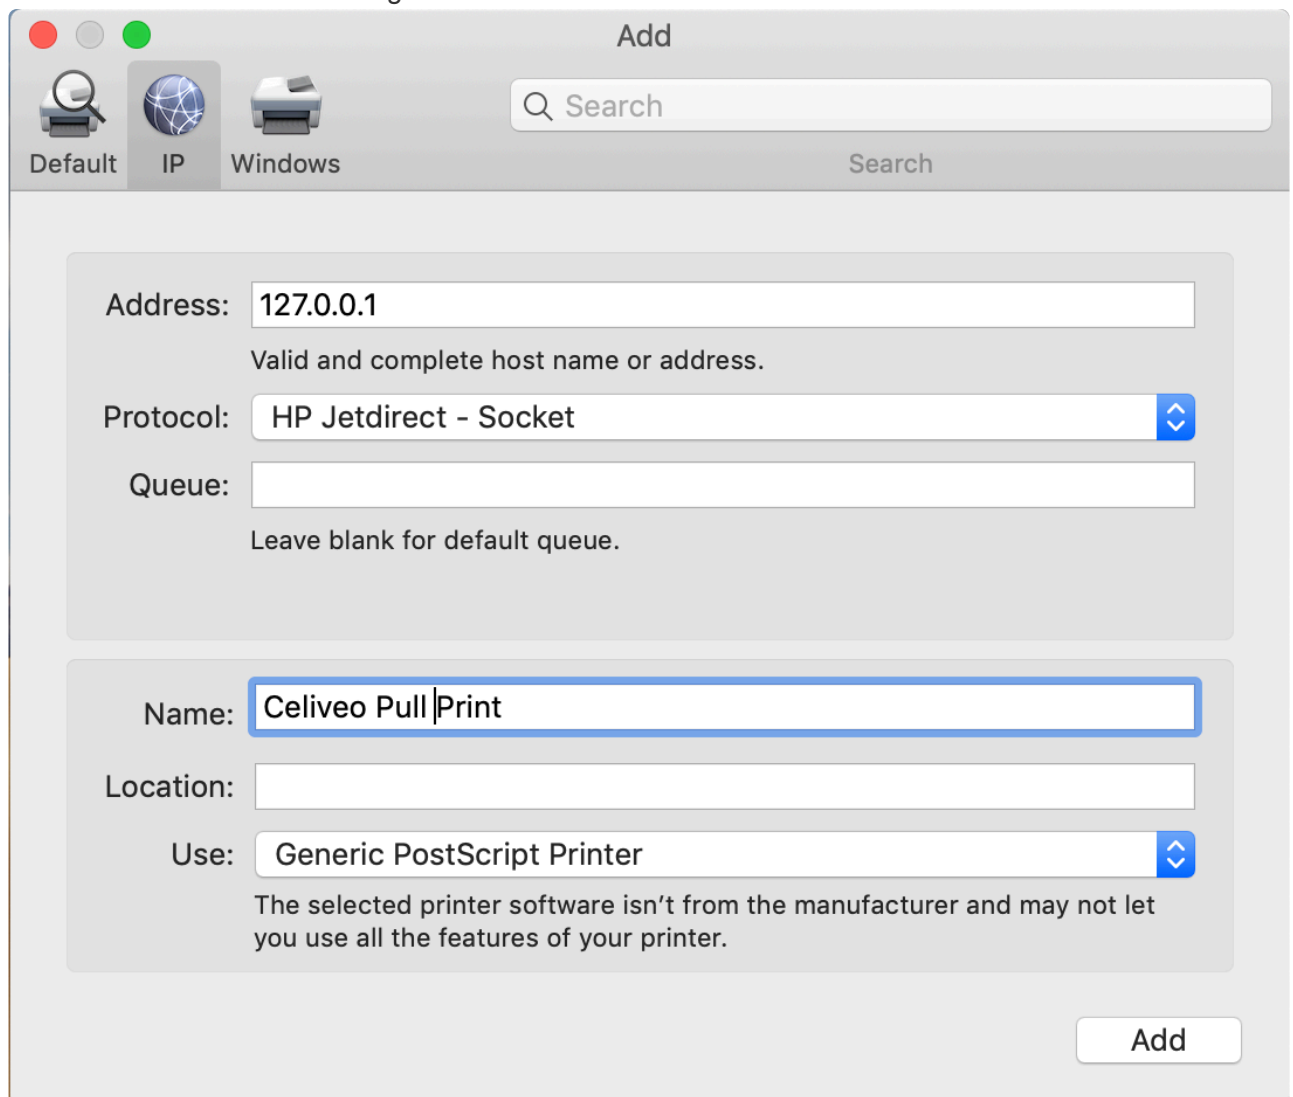 Add
Default IP Windows
Search
Search
Address: 127.0.0.1
Valid and complete host name or address.
Protocol: HP Jetdirect - Socket
Queue:
Leave blank for default queue.
Name: Celiveo Pull Print
Location:
Use: Generic PostScript Printer
The selected printer software isn’t from the manufacturer and may not let
you use all the features of your printer.
Add